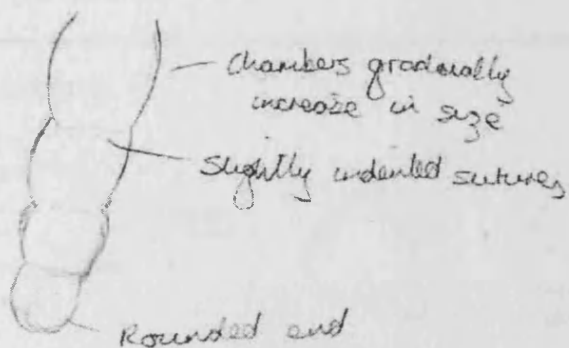 Chambers gradually
increase in size
Slightly indented sutures
Rounded end